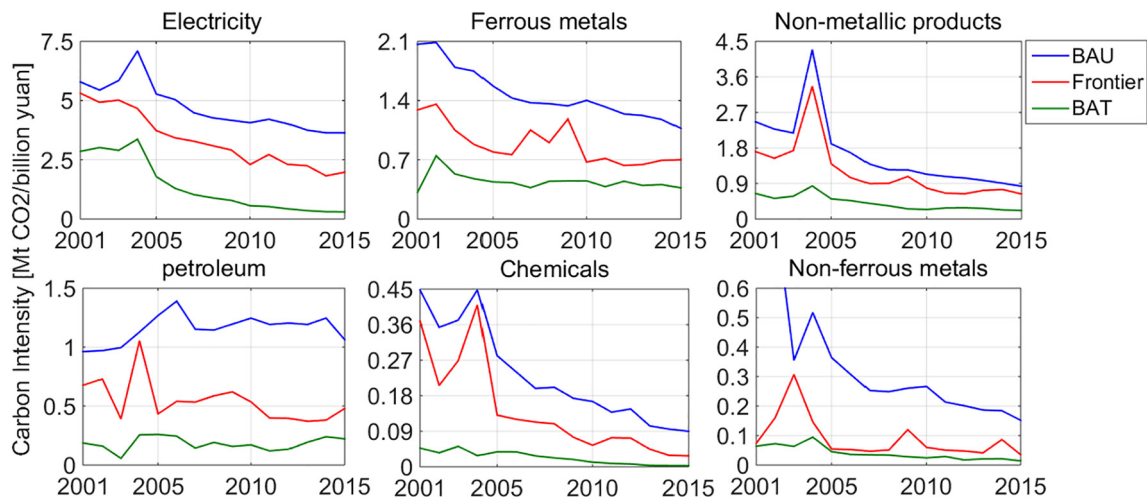 Electricity
Ferrous metals
Non-metallic products
7.5
5
2.5
0
2001 2005 2010 2015
2.1
1.4
0.7
0
2001 2005 2010 2015
4.5
3.6
2.7
1.8
0.9
0
2001 2005 2010 2015
BAU
Frontier
BAT
Carbon Intensity [Mt CO2/billion yuan]
petroleum
Chemicals
Non-ferrous metals
1.5
1
0.5
0
2001 2005 2010 2015
0.45
0.36
0.27
0.18
0.09
0
2001 2005 2010 2015
0.6
0.5
0.4
0.3
0.2
0.1
0
2001 2005 2010 2015